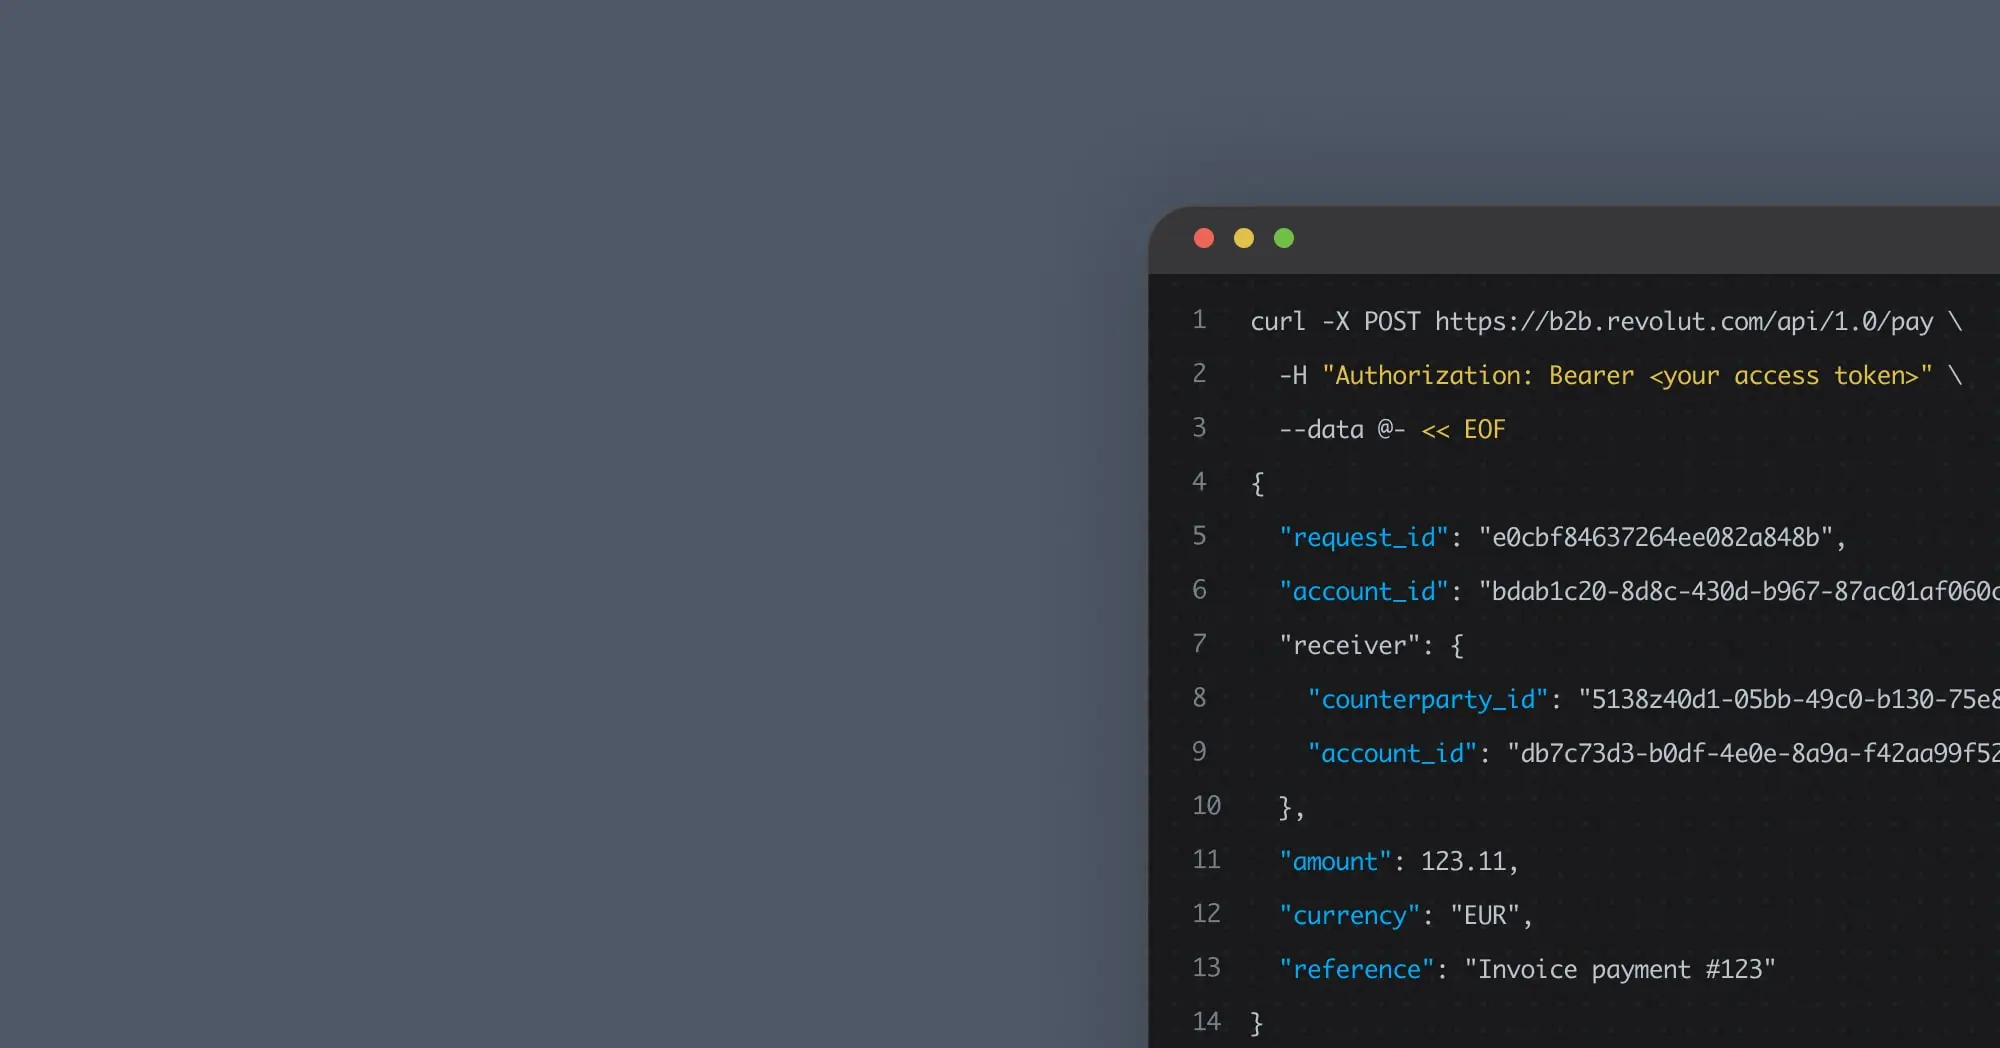 1 curl -X POST https://b2b.revolut.com/api/1.0/pay \
2 -H "Authorization: Bearer <your access token>" \
3 --data @- << EOF
4 {
5 "request_id": "e0cbf84637264ee082a848b",
6 "account_id": "bdab1c20-8d8c-430d-b967-87ac01af060c
7 "receiver": {
8 "counterparty_id": "5138z40d1-05bb-49c0-b130-75e8
9 "account_id": "db7c73d3-b0df-4e0e-8a9a-f42aa99f52
10 },
11 "amount": 123.11,
12 "currency": "EUR",
13 "reference": "Invoice payment #123"
14 }